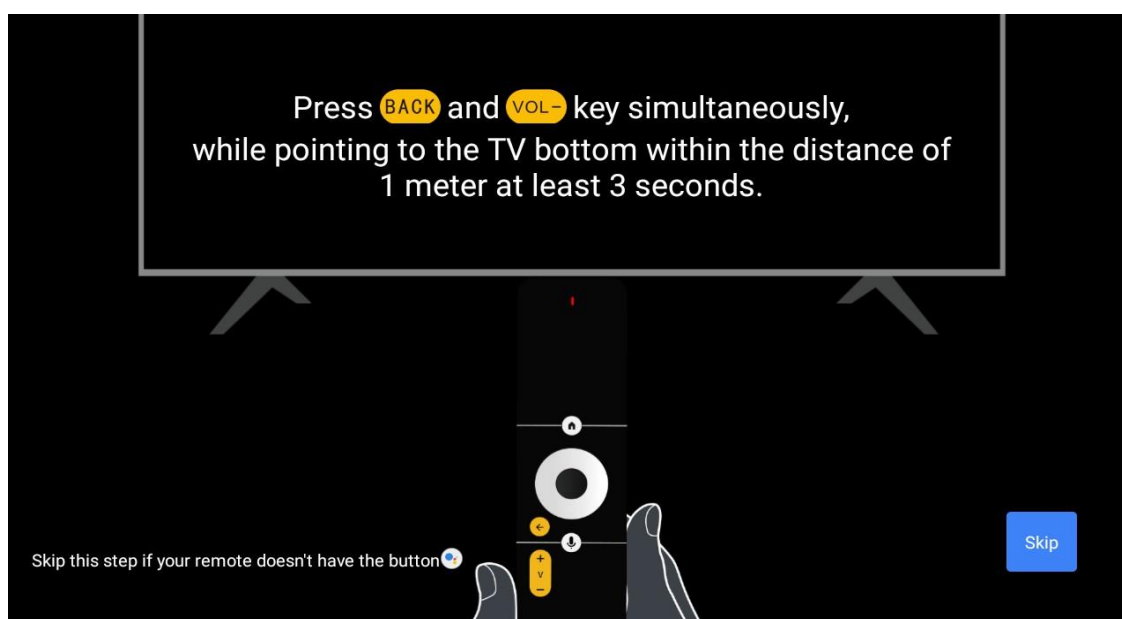 Press BACK and VOL- key simultaneously,
while pointing to the TV bottom within the distance of
1 meter at least 3 seconds.
+
V
-
Skip this step if your remote doesn't have the button
Skip